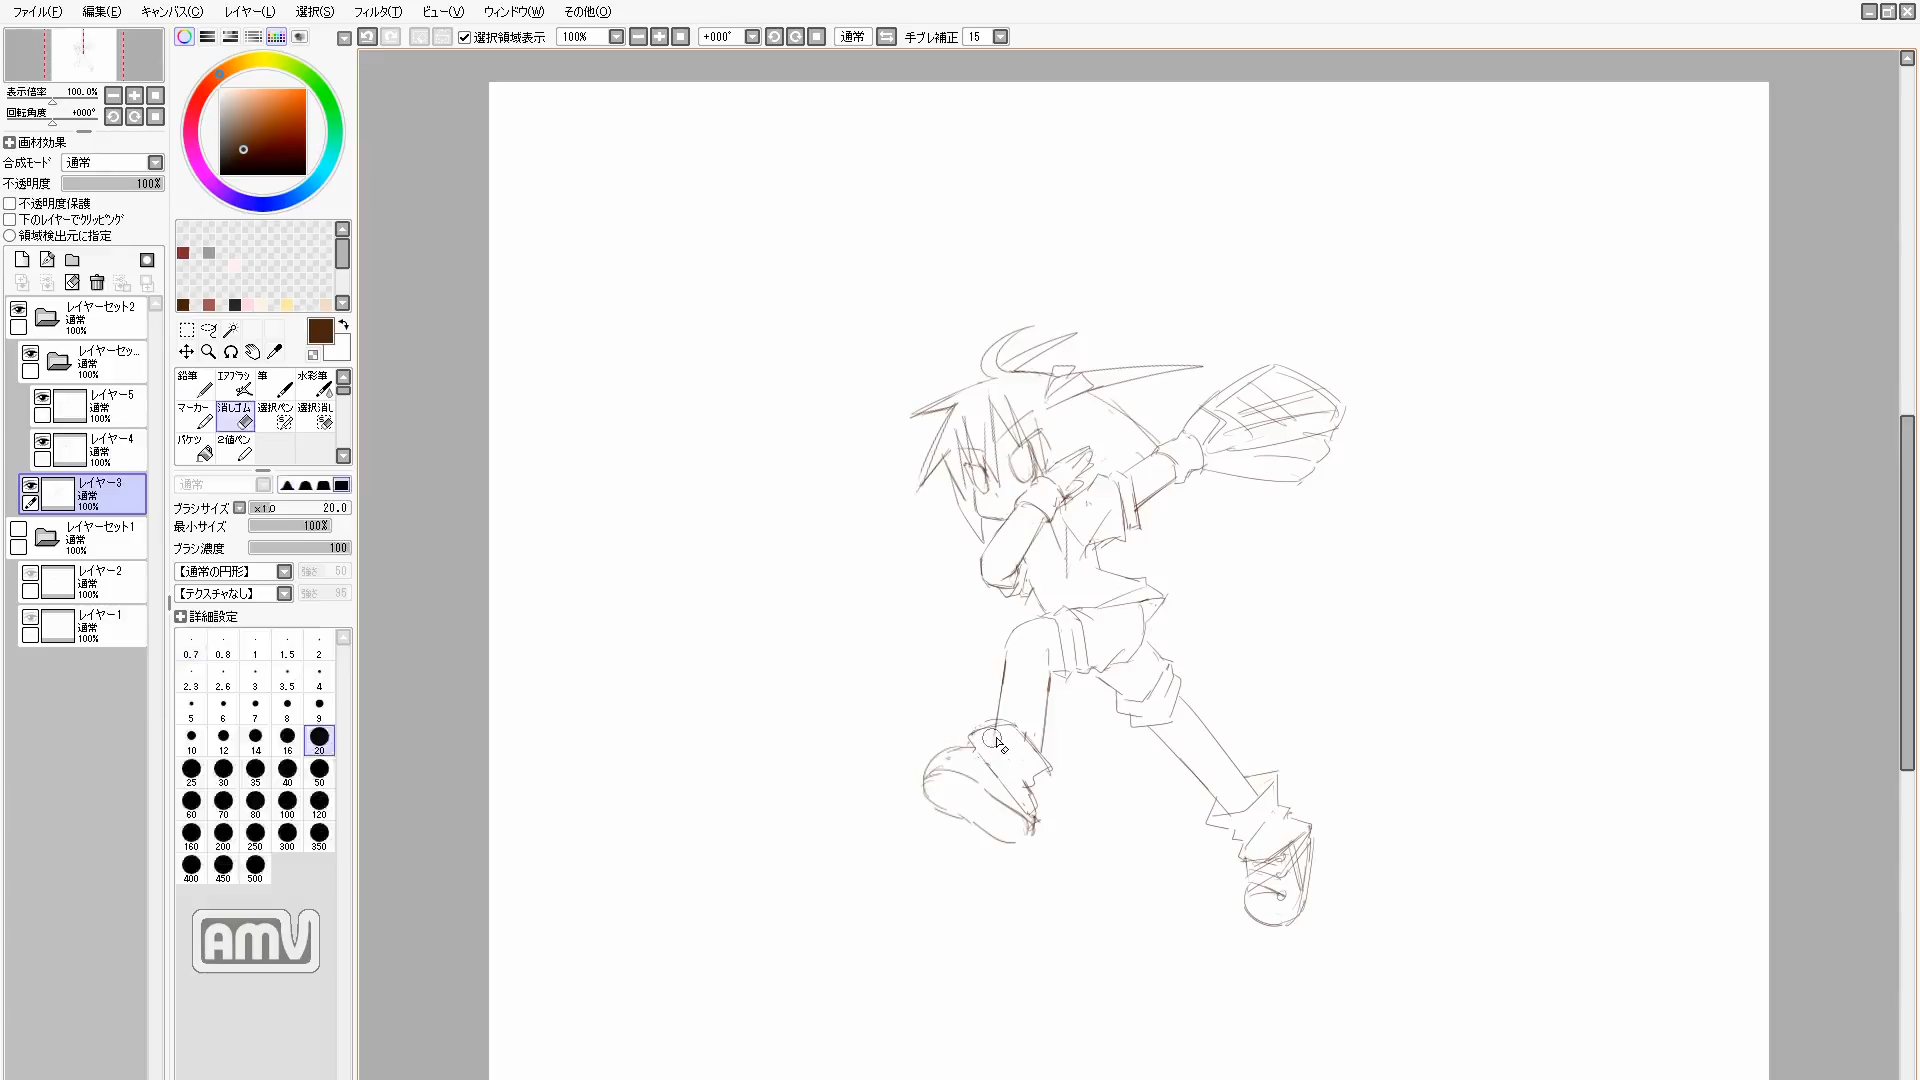 ファイル(F) 編集(E) キャンバス(C) レイヤー(L) 選択(S) フィルタ(T) ビュー(V) ウィンドウ(W) その他(O)
選択領域表示 100% +000° 通常 手ブレ補正 15
表示倍率 100.0%
回転角度 +000°
画材効果
合成モード 通常
不透明度 100%
不透明度保護
下のレイヤーでクリッピング
領域検出元に指定
レイヤーセット2
通常
100%
レイヤーセッ...
通常
100%
レイヤー5
通常
100%
レイヤー4
通常
100%
レイヤー3
通常
100%
レイヤーセット1
通常
100%
レイヤー2
通常
100%
レイヤー1
通常
100%
鉛筆 エアブラシ 筆 水彩筆
マーカー 消しゴム 選択ペン 選択消し
バケツ 2値ペン
通常
ブラシサイズ x1.0 20.0
最小サイズ 100%
ブラシ濃度 100
【通常の円形】 強さ 50
【テクスチャなし】 強さ 95
詳細設定
0.7 0.8 1 1.5 2
2.3 2.6 3 3.5 4
5 6 7 8 9
10 12 14 16 20
25 30 35 40 50
60 70 80 100 120
160 200 250 300 350
400 450 500
AMV